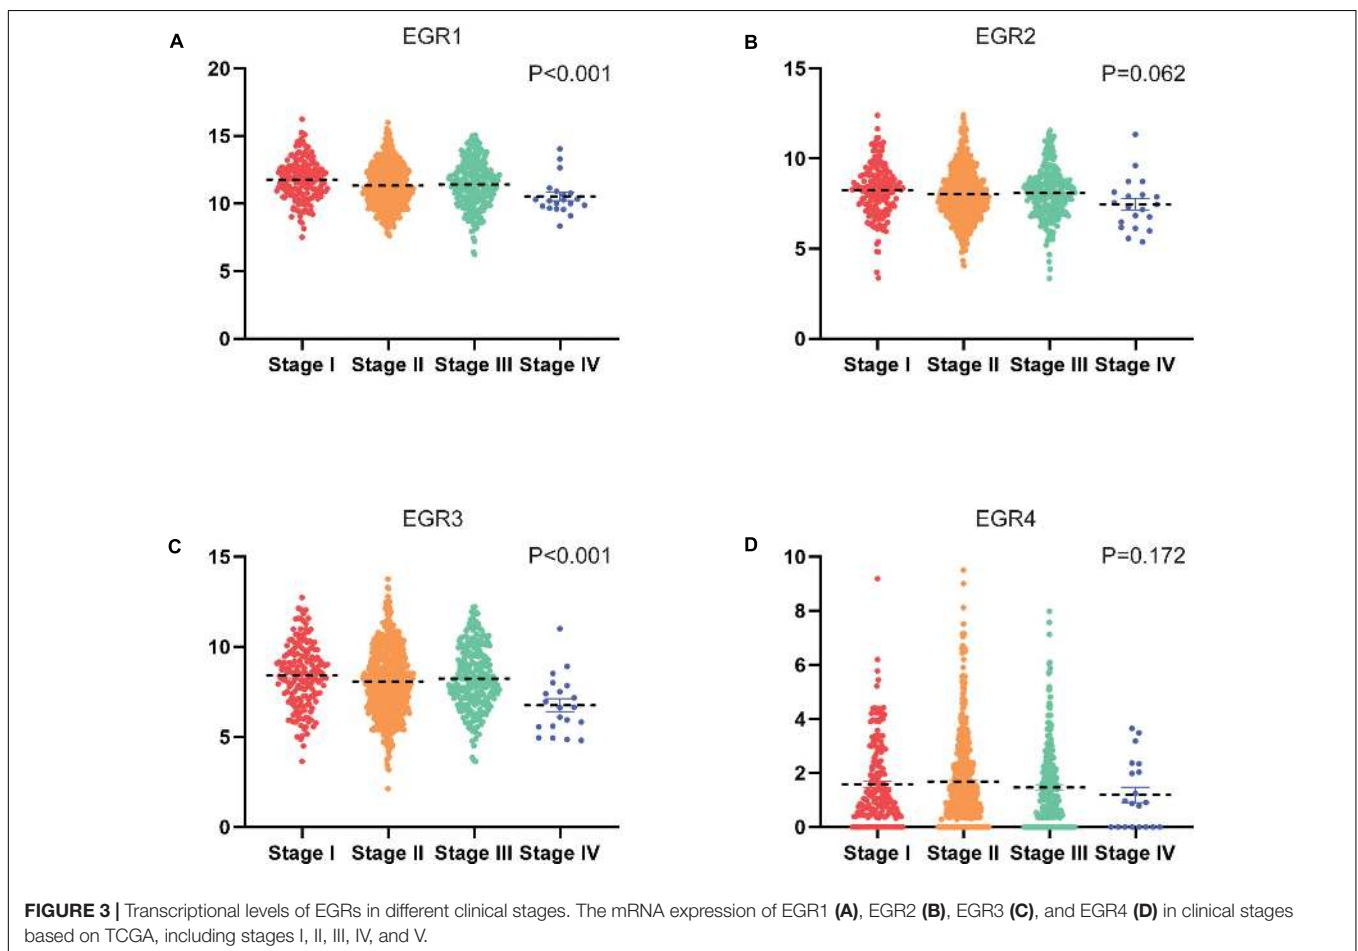 A
EGR1
P<0.001
20
15
10
5
0
Stage I Stage II Stage III Stage IV
B
EGR2
P=0.062
15
10
5
0
Stage I Stage II Stage III Stage IV
C
EGR3
P<0.001
15
10
5
0
Stage I Stage II Stage III Stage IV
D
EGR4
P=0.172
10
8
6
4
2
0
Stage I Stage II Stage III Stage IV
FIGURE 3 | Transcriptional levels of EGRs in different clinical stages. The mRNA expression of EGR1 (A), EGR2 (B), EGR3 (C), and EGR4 (D) in clinical stages
based on TCGA, including stages I, II, III, IV, and V.